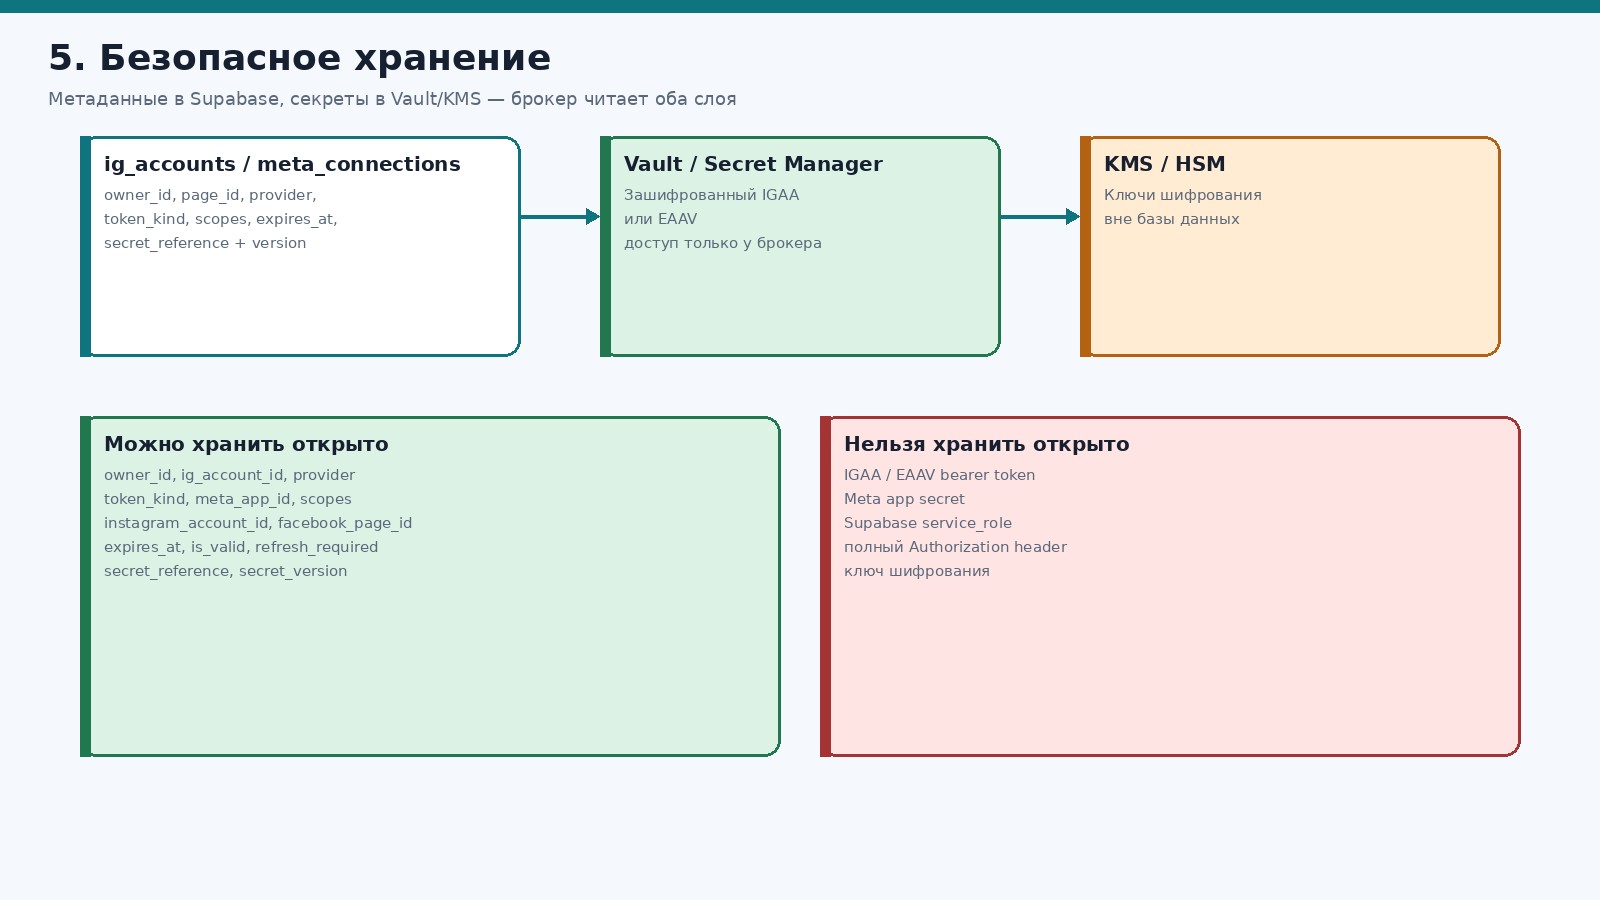 5. Безопасное хранение
Метаданные в Supabase, секреты в Vault/KMS — брокер читает оба слоя
ig_accounts / meta_connections
owner_id, page_id, provider,
token_kind, scopes, expires_at,
secret_reference + version
Vault / Secret Manager
Зашифрованный IGAA
или EAAV
доступ только у брокера
KMS / HSM
Ключи шифрования
вне базы данных
Можно хранить открыто
owner_id, ig_account_id, provider
token_kind, meta_app_id, scopes
instagram_account_id, facebook_page_id
expires_at, is_valid, refresh_required
secret_reference, secret_version
Нельзя хранить открыто
IGAA / EAAV bearer token
Meta app secret
Supabase service_role
полный Authorization header
ключ шифрования